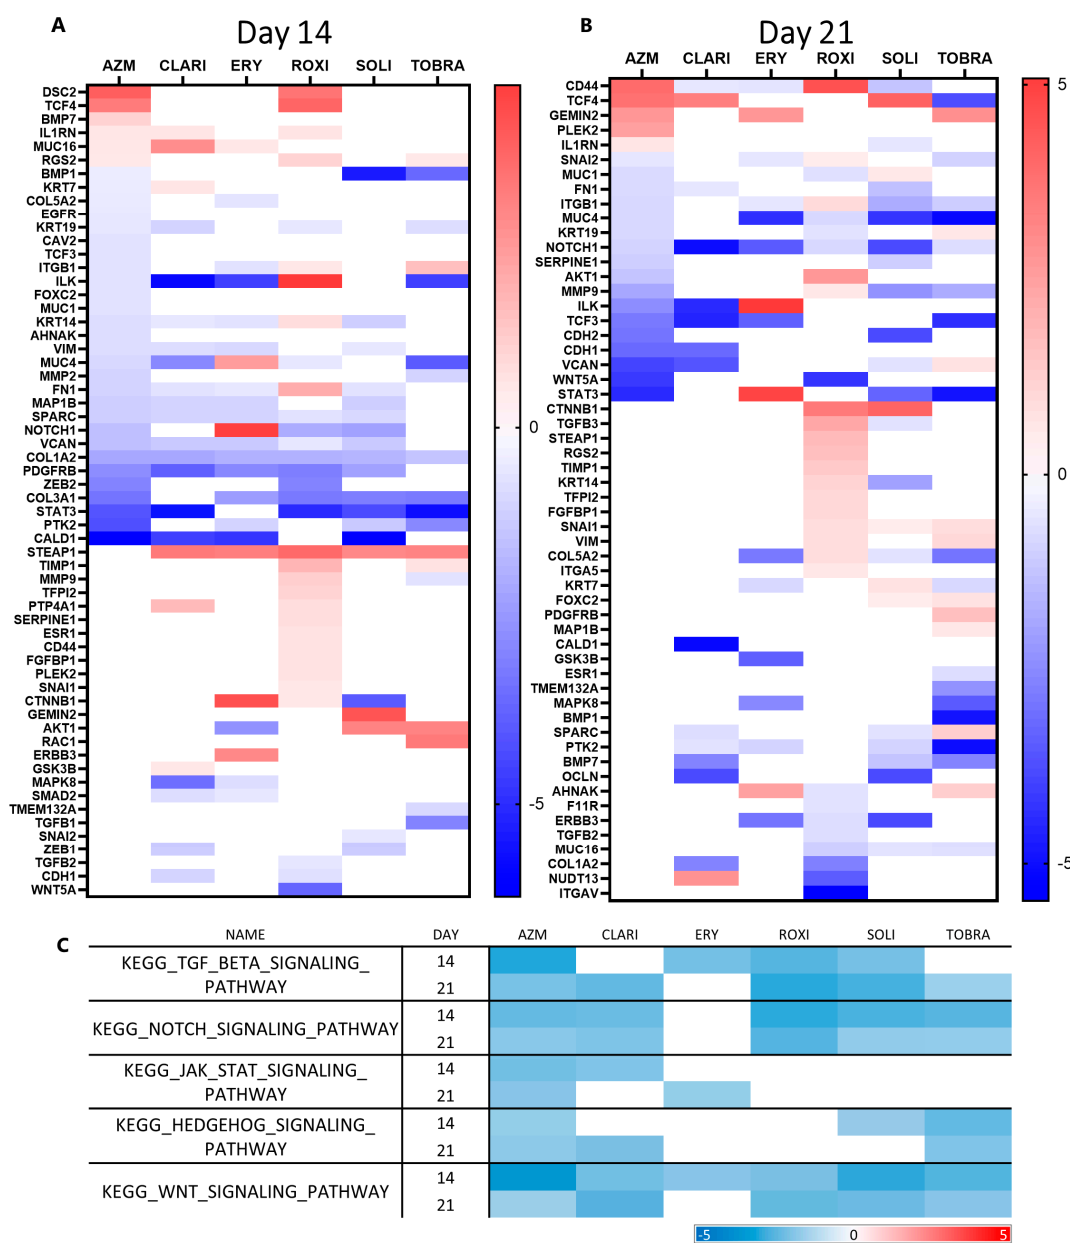 A
Day 14
AZM CLARI ERY ROXI SOLI TOBRA
DSC2
TCF4
BMP7
IL1RN
MUC16
RGS2
BMP1
KRT7
COL5A2
EGFR
KRT19
CAV2
TCF3
ITGB1
ILK
FOXC2
MUC1
KRT14
AHNAK
VIM
MUC4
MMP2
FN1
MAP1B
SPARC
NOTCH1
VCAN
COL1A2
PDGFRB
ZEB2
COL3A1
STAT3
PTK2
CALD1
STEAP1
TIMP1
MMP9
TFPI2
PTP4A1
SERPINE1
ESR1
CD44
FGFBP1
PLEK2
SNAI1
CTNNB1
GEMIN2
AKT1
RAC1
ERBB3
GSK3B
MAPK8
SMAD2
TMEM132A
TGFB1
SNAI2
ZEB1
TGFB2
CDH1
WNT5A
0
-5
B
Day 21
AZM CLARI ERY ROXI SOLI TOBRA
CD44
TCF4
GEMIN2
PLEK2
IL1RN
SNAI2
MUC1
FN1
ITGB1
MUC4
KRT19
NOTCH1
SERPINE1
AKT1
MMP9
ILK
TCF3
CDH2
CDH1
VCAN
WNT5A
STAT3
CTNNB1
TGFB3
STEAP1
RGS2
TIMP1
KRT14
TFPI2
FGFBP1
SNAI1
VIM
COL5A2
ITGA5
KRT7
FOXC2
PDGFRB
MAP1B
CALD1
GSK3B
ESR1
TMEM132A
MAPK8
BMP1
SPARC
PTK2
BMP7
OCLN
AHNAK
F11R
ERBB3
TGFB2
MUC16
COL1A2
NUDT13
ITGAV
5
0
-5
C
NAME DAY AZM CLARI ERY ROXI SOLI TOBRA
KEGG_TGF_BETA_SIGNALING_
PATHWAY
14
21
KEGG_NOTCH_SIGNALING_PATHWAY
14
21
KEGG_JAK_STAT_SIGNALING_
PATHWAY
14
21
KEGG_HEDGEHOG_SIGNALING_
PATHWAY
14
21
KEGG_WNT_SIGNALING_PATHWAY
14
21
-5 0 5